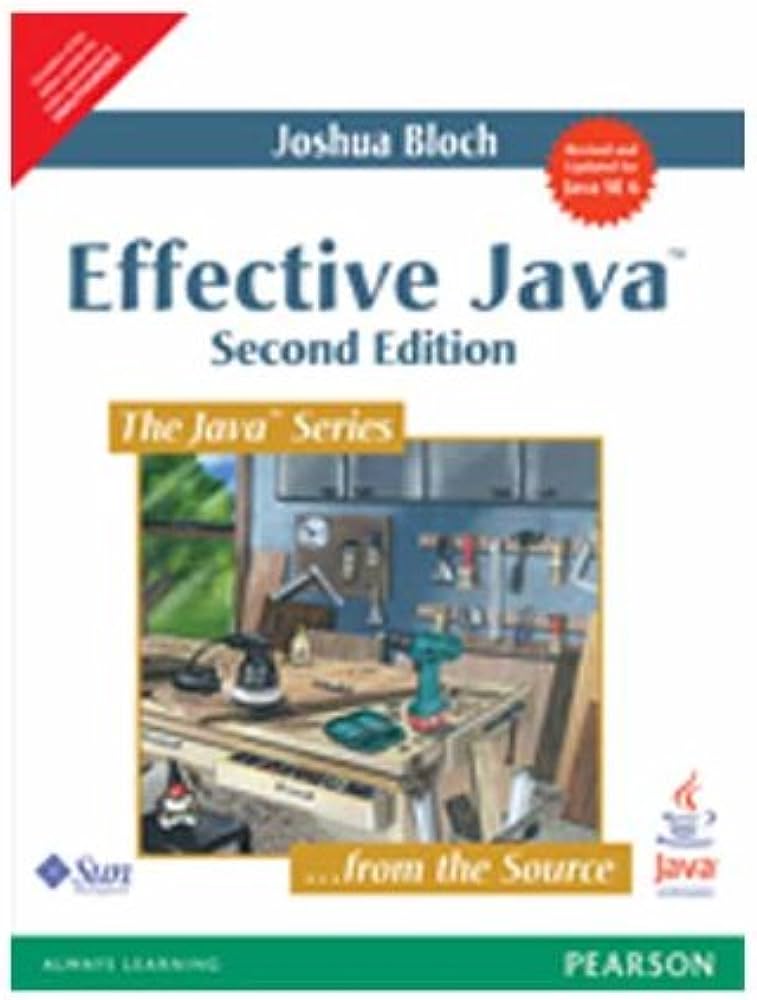 Joshua Bloch
Revised and
Updated for
Java SE 6
Effective Java™
Second Edition
The Java™ Series
...from the Source
Sun
Java
ALWAYS LEARNING
PEARSON